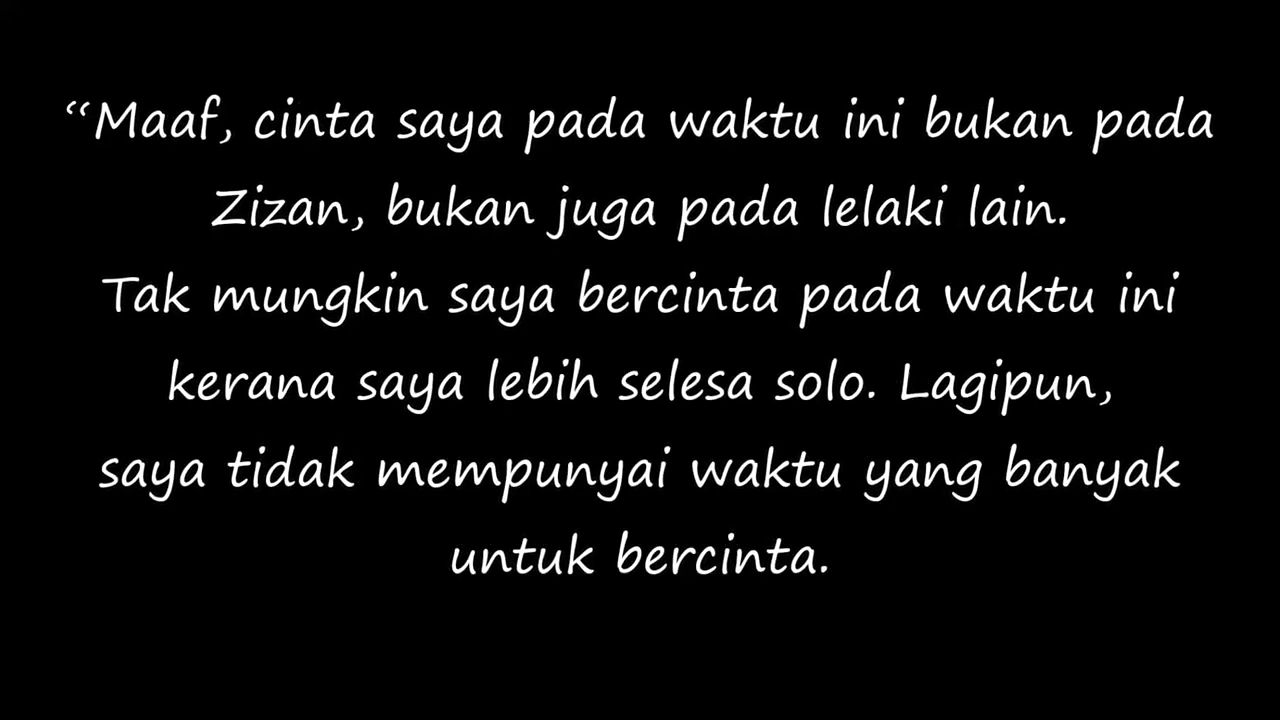 “Maaf, cinta saya pada waktu ini bukan pada
Zizan, bukan juga pada lelaki lain.
Tak mungkin saya bercinta pada waktu ini
kerana saya lebih selesa solo. Lagipun,
saya tidak mempunyai waktu yang banyak
untuk bercinta.